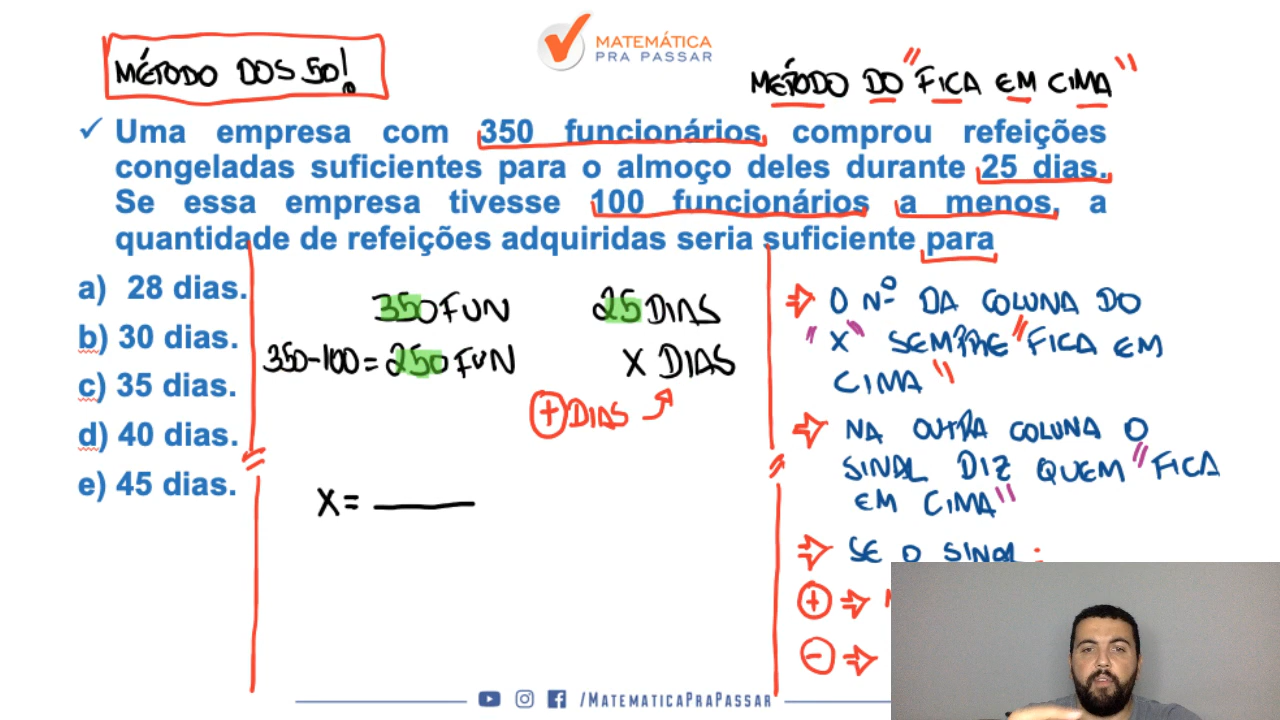 MÉTODO DOS 50!
MATEMÁTICA
PRA PASSAR
MÉTODO DO "FICA EM CIMA"
✓ Uma empresa com 350 funcionários comprou refeições
congeladas suficientes para o almoço deles durante 25 dias.
Se essa empresa tivesse 100 funcionários a menos, a
quantidade de refeições adquiridas seria suficiente para
a) 28 dias.
b) 30 dias.
c) 35 dias.
d) 40 dias.
e) 45 dias.
350 FUN 25 DIAS
350-100 = 250 FUN X DIAS
+ DIAS
X = ______
⇒ O Nº DA COLUNA DO
"X" SEMPRE "FICA EM
CIMA"
⇒ NA OUTRA COLUNA O
SINAL DIZ QUEM "FICA
EM CIMA"
⇒ SE O SINAL:
+ ⇒
- ⇒
/MATEMATICAPRAPASSAR